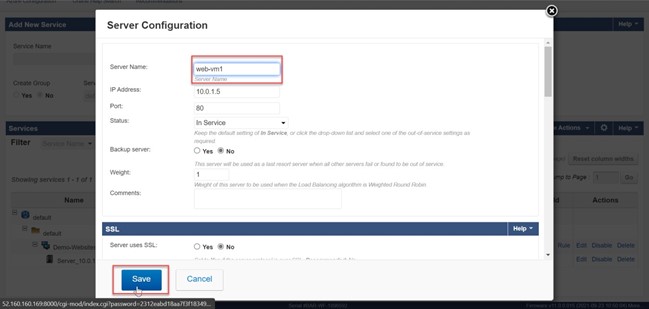 Server Configuration
Add New Service
Help
Service Name
Server Name:
web-vm1
Server Name
IP Address:
10.0.1.5
Port:
80
Status:
In Service
Keep the default setting of In Service, or click the drop-down list and select one of the out-of-service settings as
required.
Create Group
Yes No
Backup server:
Yes No
This server will be used as a last resort server when all other servers fail or found to be out of service
Services
Actions
Help
Filter
Service Name
Reset column widths
Weight:
1
Weight of this server to be used when the Load Balancing algorithm is Weighted Round Robin.
Showing services 1 - 1 of
to Page
1
Go
Comments:
Name
Actions
default
default
SSL
Help
Demo-Website
Rule Edit Disable Delete
Server_10.0.1
Server uses SSL:
Yes No
Edit Disable Delete
Save
Cancel
52.160.160.169:8000/cgi-mod/index.cgi?password=2312eabd18aa7f3f18349...